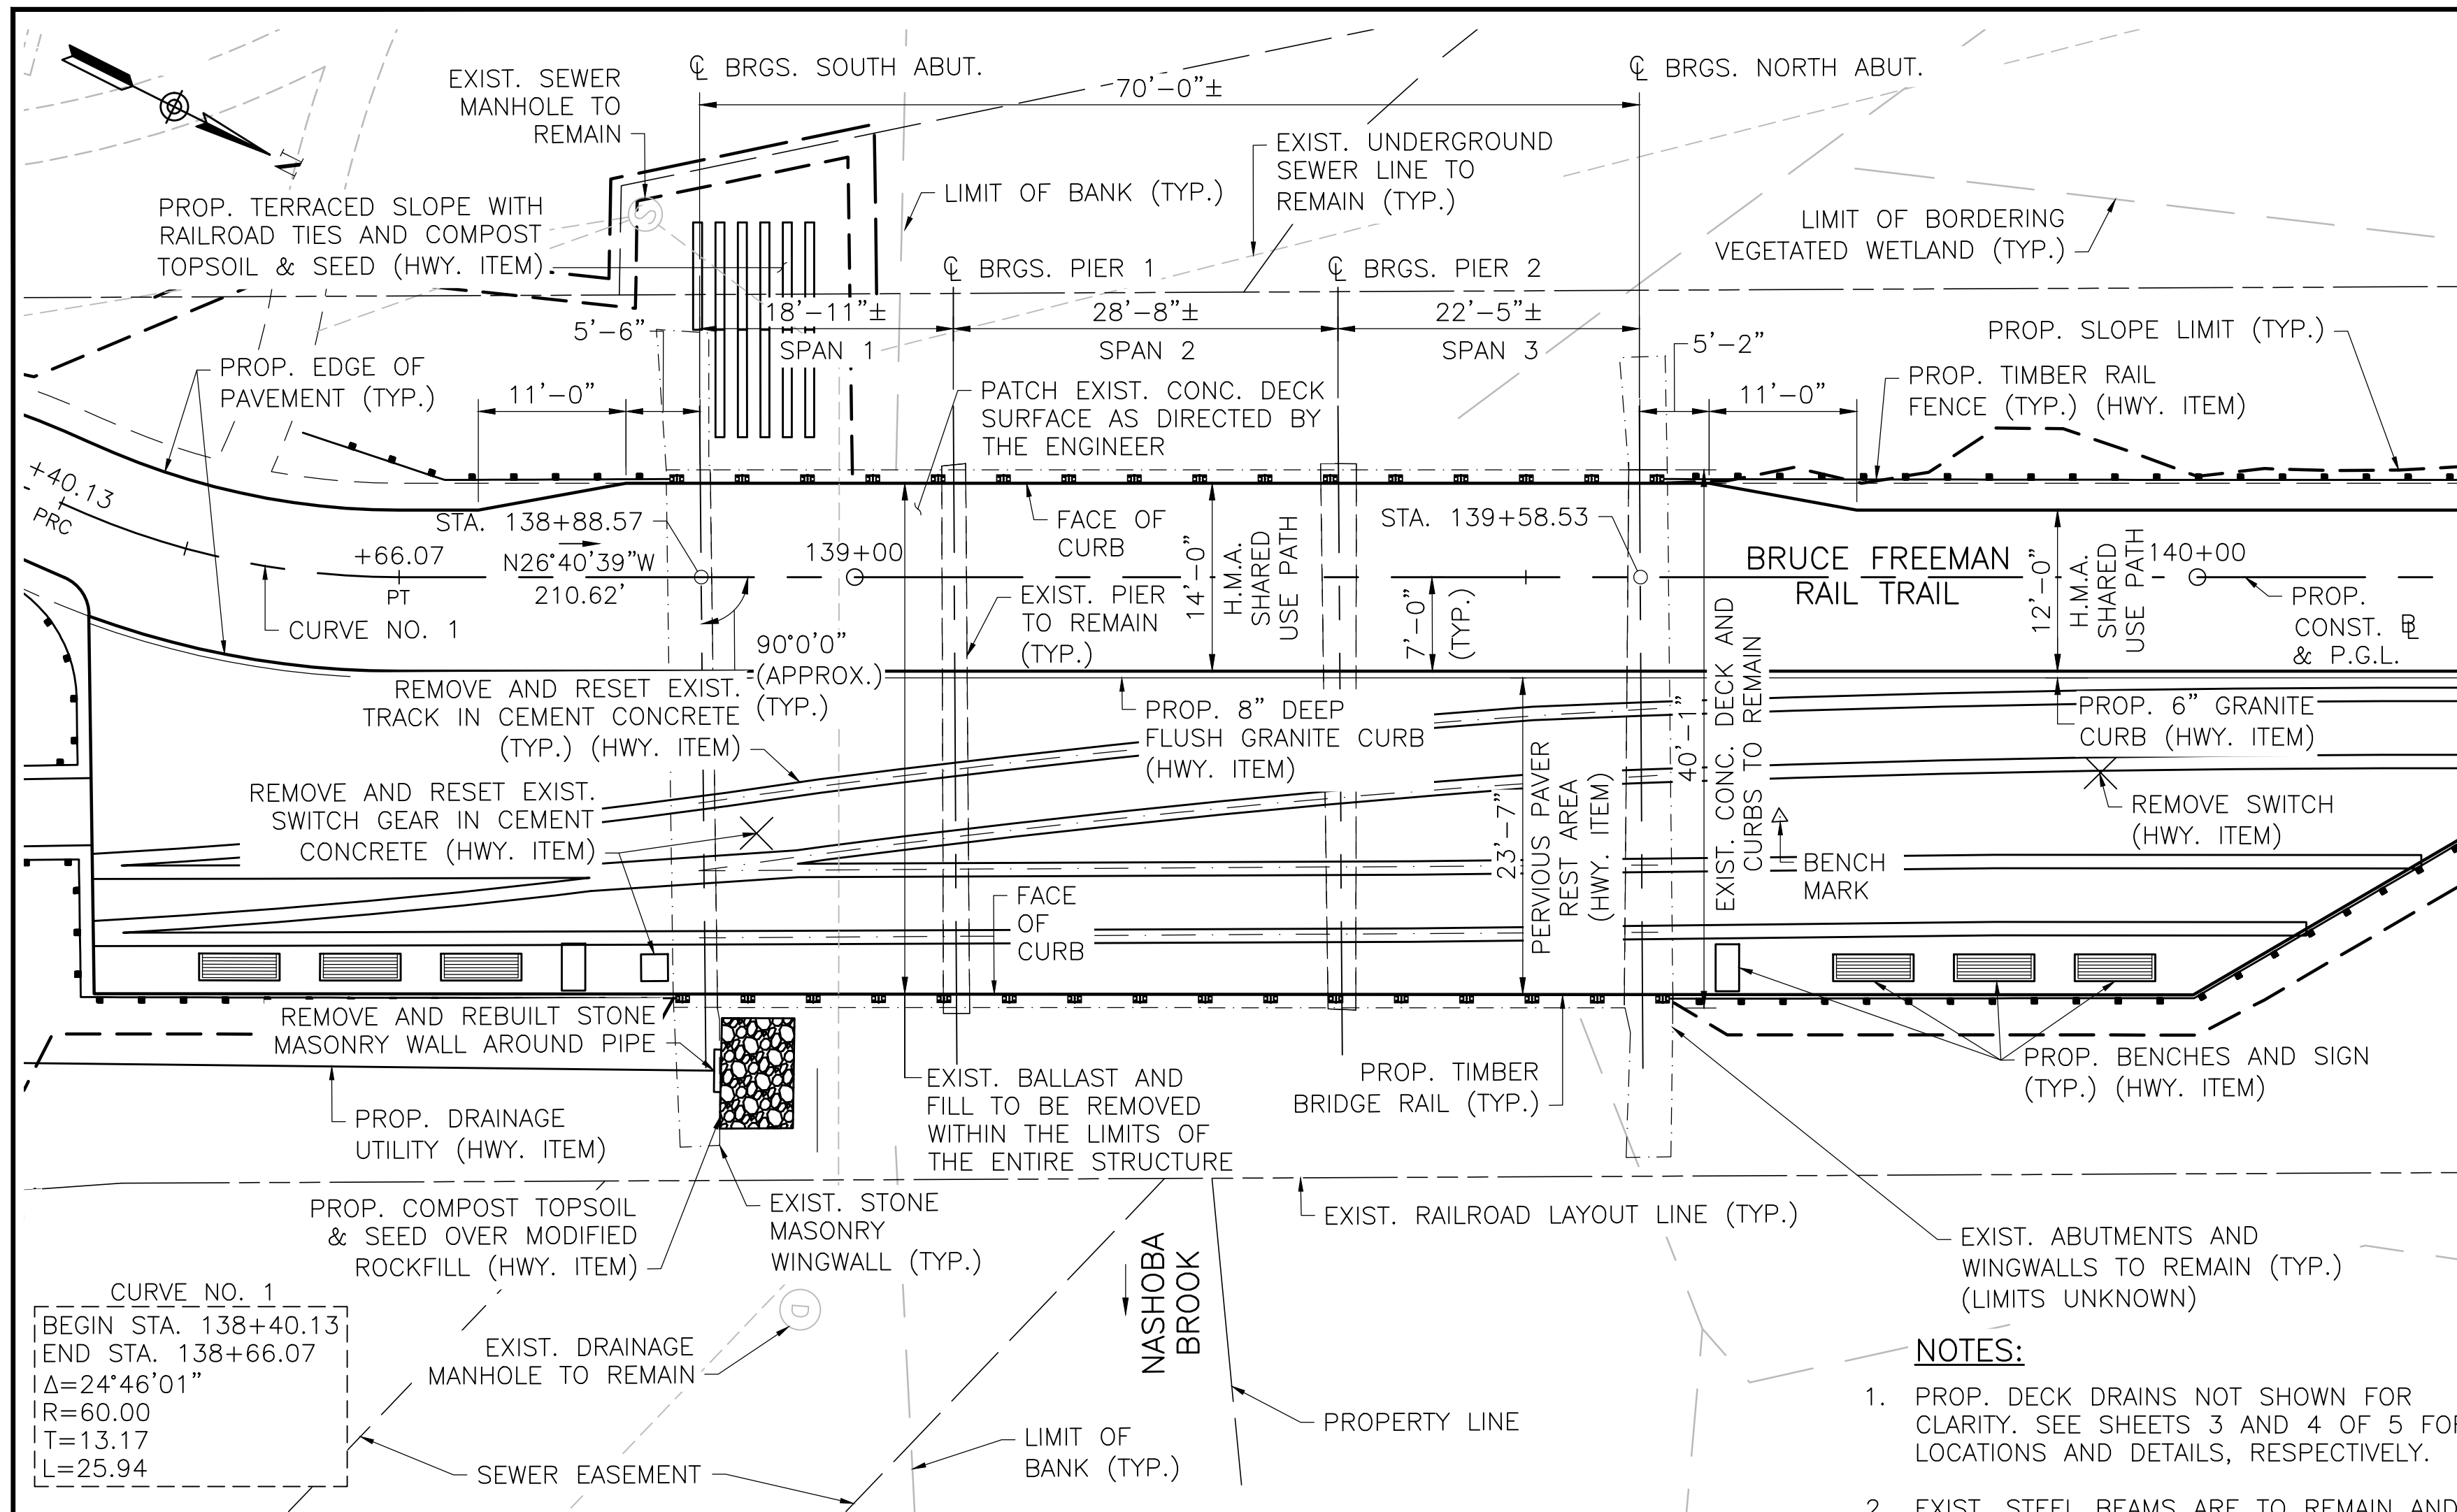 ℄ BRGS. SOUTH ABUT.
℄ BRGS. NORTH ABUT.
70'-0"±
EXIST. SEWER
MANHOLE TO
REMAIN
N
EXIST. UNDERGROUND
SEWER LINE TO
REMAIN (TYP.)
LIMIT OF BANK (TYP.)
PROP. TERRACED SLOPE WITH
RAILROAD TIES AND COMPOST
TOPSOIL & SEED (HWY. ITEM)
S
LIMIT OF BORDERING
VEGETATED WETLAND (TYP.)
℄ BRGS. PIER 1
℄ BRGS. PIER 2
18'-11"±
28'-8"±
22'-5"±
SPAN 1
SPAN 2
SPAN 3
5'-6"
5'-2"
PROP. SLOPE LIMIT (TYP.)
PROP. EDGE OF
PAVEMENT (TYP.)
11'-0"
PATCH EXIST. CONC. DECK
SURFACE AS DIRECTED BY
THE ENGINEER
11'-0"
PROP. TIMBER RAIL
FENCE (TYP.) (HWY. ITEM)
+40.13
PRC
STA. 138+88.57
FACE OF
CURB
STA. 139+58.53
+66.07
PT
N26°40'39"W
210.62'
139+00
14'-0"
H.M.A.
SHARED
USE PATH
BRUCE FREEMAN
RAIL TRAIL
12'-0"
H.M.A.
SHARED
USE PATH
140+00
CURVE NO. 1
EXIST. PIER
TO REMAIN
(TYP.)
7'-0"
(TYP.)
PROP.
CONST. BL
& P.G.L.
90°0'0"
(APPROX.)
(TYP.)
REMOVE AND RESET EXIST.
TRACK IN CEMENT CONCRETE
(TYP.) (HWY. ITEM)
PROP. 8" DEEP
FLUSH GRANITE CURB
(HWY. ITEM)
40'-1"
EXIST. CONC. DECK AND
CURBS TO REMAIN
PROP. 6" GRANITE
CURB (HWY. ITEM)
REMOVE AND RESET EXIST.
SWITCH GEAR IN CEMENT
CONCRETE (HWY. ITEM)
23'-7"
PERVIOUS PAVER
REST AREA
(HWY. ITEM)
REMOVE SWITCH
(HWY. ITEM)
BENCH
MARK
FACE
OF
CURB
REMOVE AND REBUILT STONE
MASONRY WALL AROUND PIPE
PROP. DRAINAGE
UTILITY (HWY. ITEM)
EXIST. BALLAST AND
FILL TO BE REMOVED
WITHIN THE LIMITS OF
THE ENTIRE STRUCTURE
PROP. TIMBER
BRIDGE RAIL (TYP.)
PROP. BENCHES AND SIGN
(TYP.) (HWY. ITEM)
PROP. COMPOST TOPSOIL
& SEED OVER MODIFIED
ROCKFILL (HWY. ITEM)
EXIST. STONE
MASONRY
WINGWALL (TYP.)
EXIST. RAILROAD LAYOUT LINE (TYP.)
NASHOBA
BROOK
EXIST. ABUTMENTS AND
WINGWALLS TO REMAIN (TYP.)
(LIMITS UNKNOWN)
CURVE NO. 1
BEGIN STA. 138+40.13
END STA. 138+66.07
Δ=24°46'01"
R=60.00
T=13.17
L=25.94
D
EXIST. DRAINAGE
MANHOLE TO REMAIN
SEWER EASEMENT
LIMIT OF
BANK (TYP.)
PROPERTY LINE
NOTES:
1. PROP. DECK DRAINS NOT SHOWN FOR
CLARITY. SEE SHEETS 3 AND 4 OF 5 FOR
LOCATIONS AND DETAILS, RESPECTIVELY.
2. EXIST. STEEL BEAMS ARE TO REMAIN AND